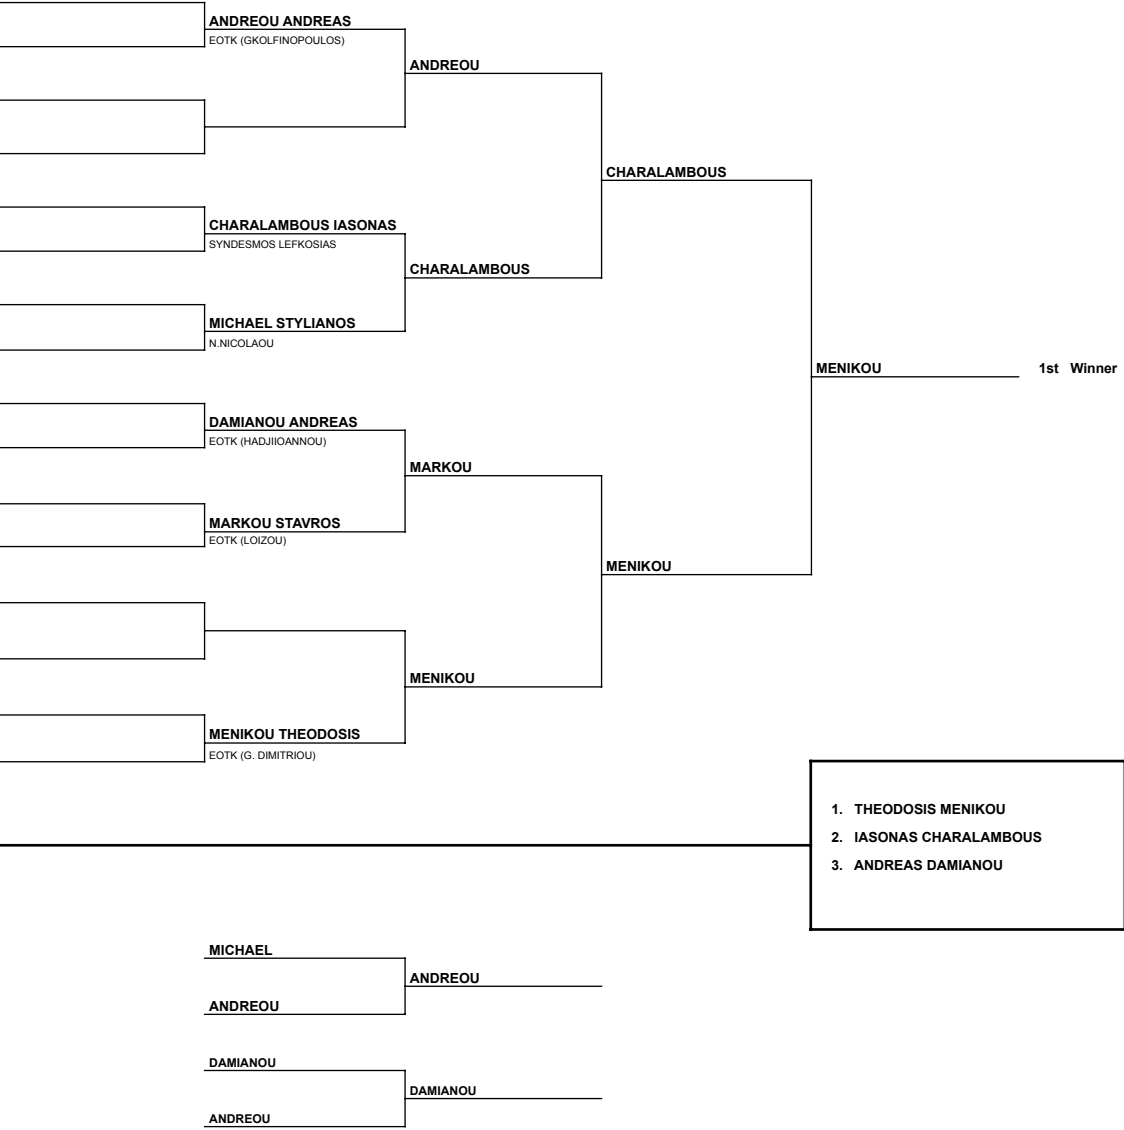 ANDREOU ANDREAS
EOTK (GKOLFINOPOULOS)
ANDREOU
CHARALAMBOUS
CHARALAMBOUS IASONAS
SYNDESMOS LEFKOSIAS
CHARALAMBOUS
MICHAEL STYLIANOS
N.NICOLAOU
MENIKOU
1st Winner
DAMIANOU ANDREAS
EOTK (HADJIIOANNOU)
MARKOU
MARKOU STAVROS
EOTK (LOIZOU)
MENIKOU
MENIKOU
MENIKOU THEODOSIS
EOTK (G. DIMITRIOU)
1. THEODOSIS MENIKOU
2. IASONAS CHARALAMBOUS
3. ANDREAS DAMIANOU
MICHAEL
ANDREOU
ANDREOU
DAMIANOU
DAMIANOU
ANDREOU